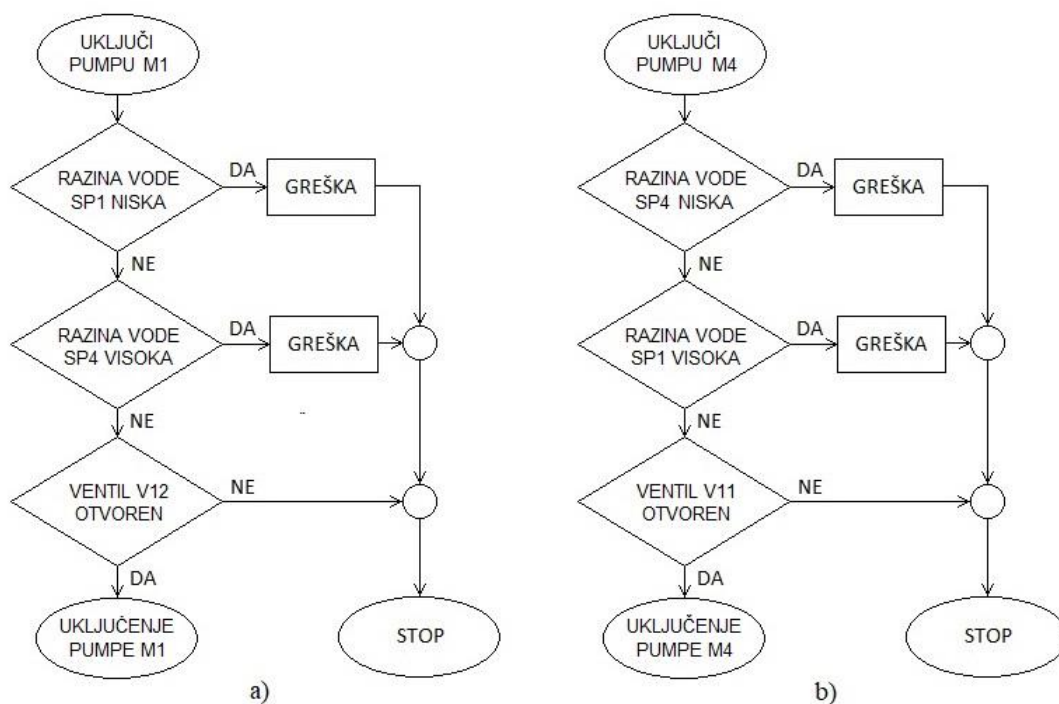 UKLJUČI
PUMPU M1
RAZINA VODE
SP1 NISKA
DA
GREŠKA
NE
RAZINA VODE
SP4 VISOKA
DA
GREŠKA
NE
VENTIL V12
OTVOREN
NE
DA
UKLJUČENJE
PUMPE M1
STOP
a)
UKLJUČI
PUMPU M4
RAZINA VODE
SP4 NISKA
DA
GREŠKA
NE
RAZINA VODE
SP1 VISOKA
DA
GREŠKA
NE
VENTIL V11
OTVOREN
NE
DA
UKLJUČENJE
PUMPE M4
STOP
b)